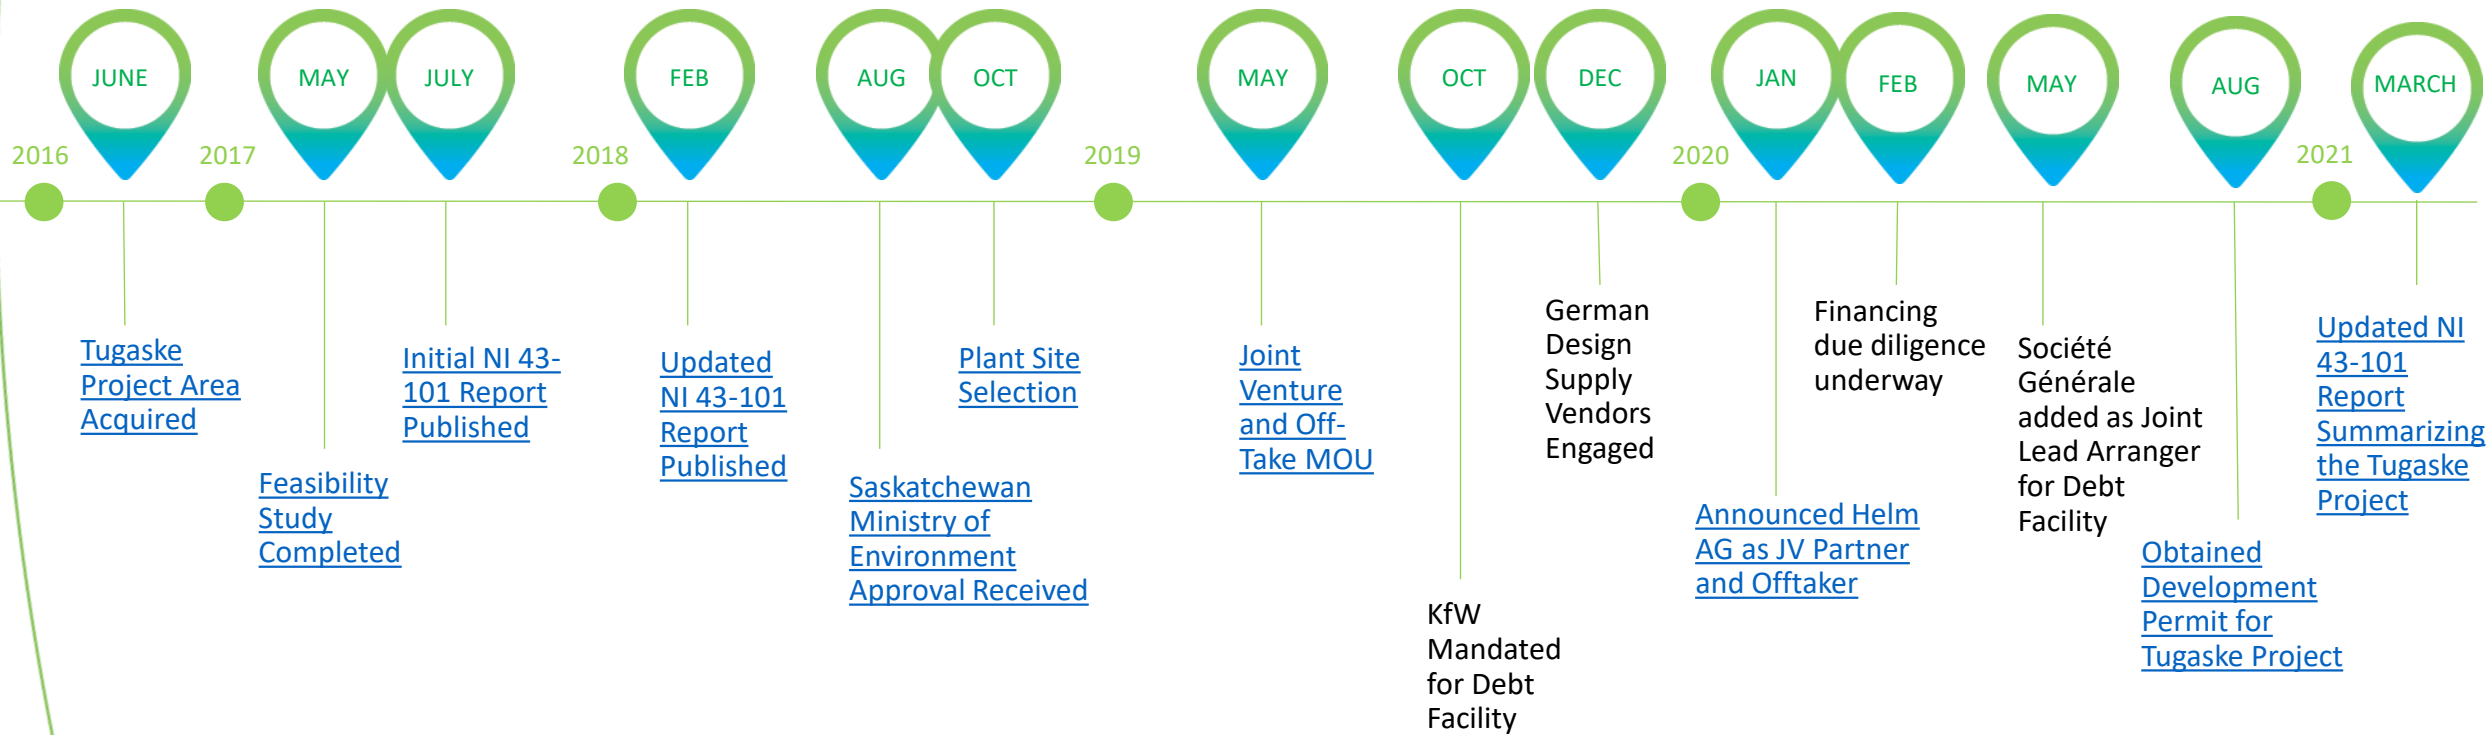 JUNE
MAY
JULY
FEB
AUG
OCT
MAY
OCT
DEC
JAN
FEB
MAY
AUG
MARCH
2016
2017
2018
2019
2020
2021
Tugaske
Project Area
Acquired
Feasibility
Study
Completed
Initial NI 43-
101 Report
Published
Updated
NI 43-101
Report
Published
Saskatchewan
Ministry of
Environment
Approval Received
Plant Site
Selection
Joint
Venture
and Off-
Take MOU
KfW
Mandated
for Debt
Facility
German
Design
Supply
Vendors
Engaged
Announced Helm
AG as JV Partner
and Offtaker
Financing
due diligence
underway
Société
Générale
added as Joint
Lead Arranger
for Debt
Facility
Obtained
Development
Permit for
Tugaske Project
Updated NI
43-101
Report
Summarizing
the Tugaske
Project